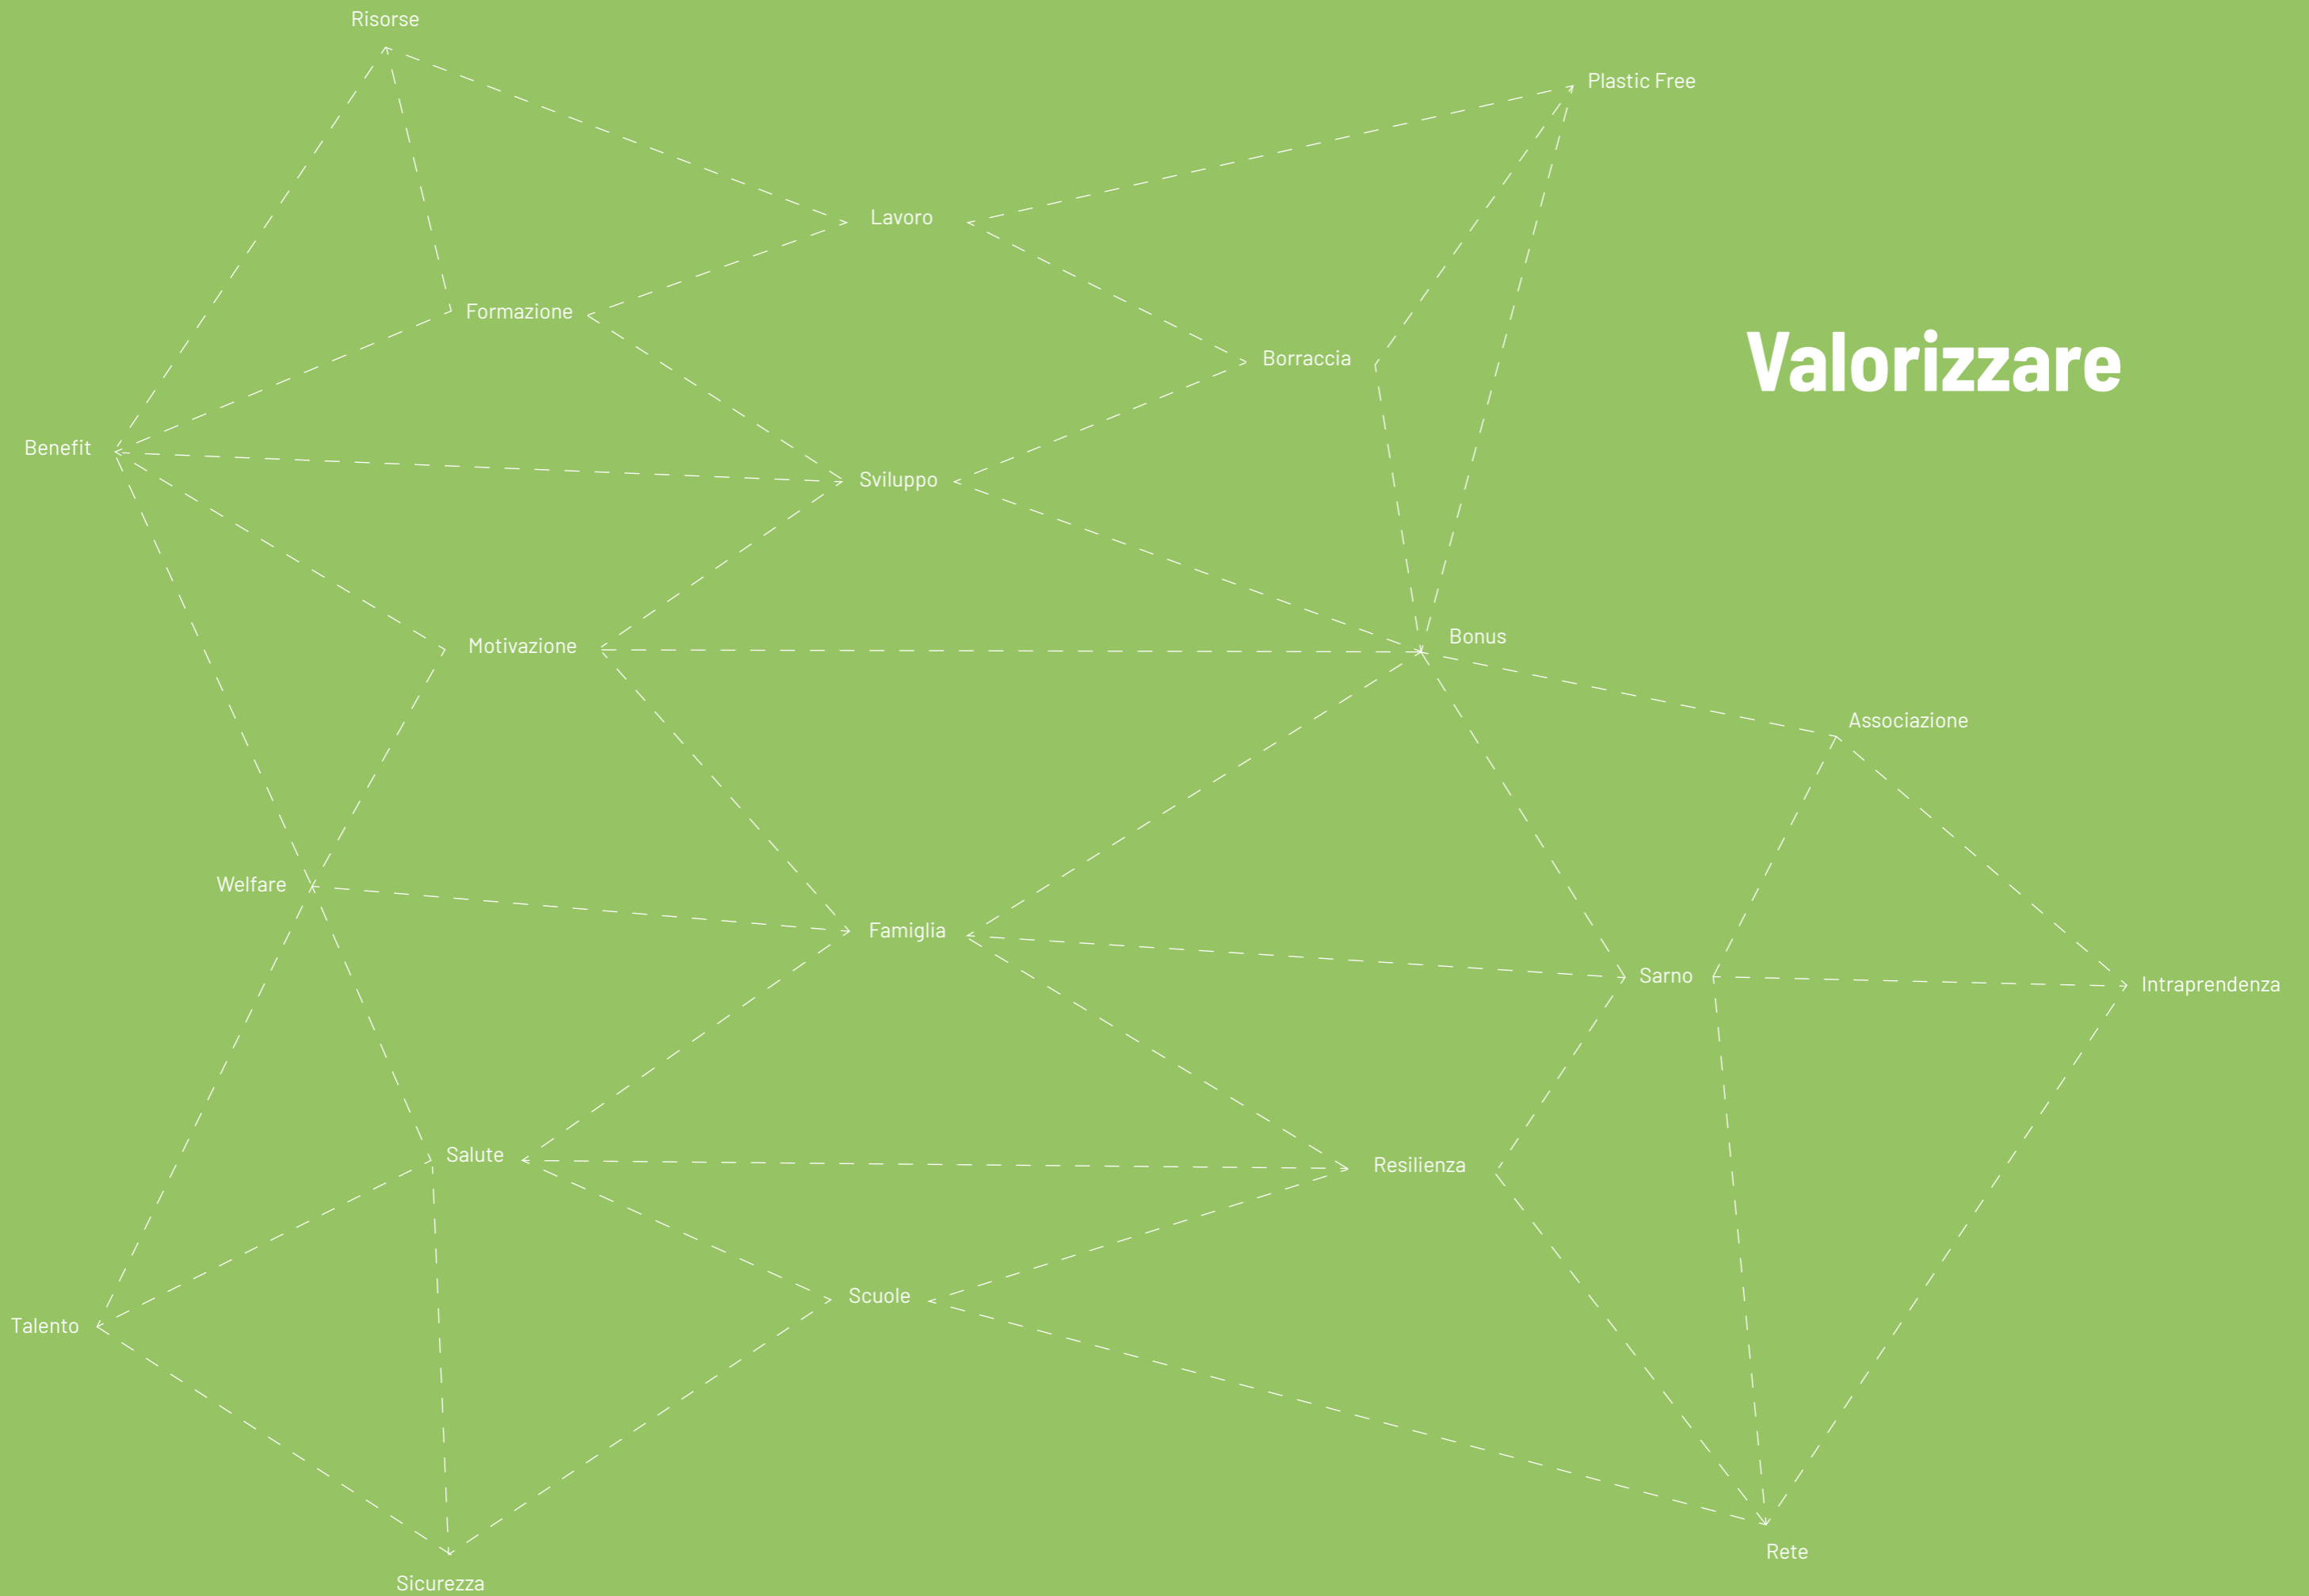 Risorse
Plastic Free
Lavoro
Formazione
Borraccia
Valorizzare
Benefit
Sviluppo
Motivazione
Bonus
Associazione
Welfare
Famiglia
Sarno
Intraprendenza
Salute
Resilienza
Scuole
Talento
Rete
Sicurezza